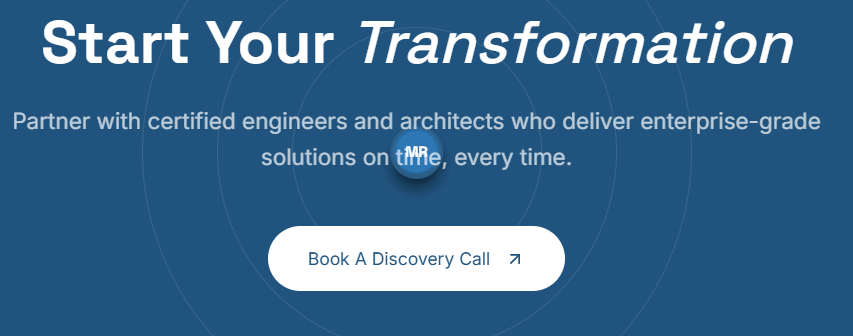 Start Your Transformation
Partner with certified engineers and architects who deliver enterprise-grade
solutions on time, every time.
MR
Book A Discovery Call